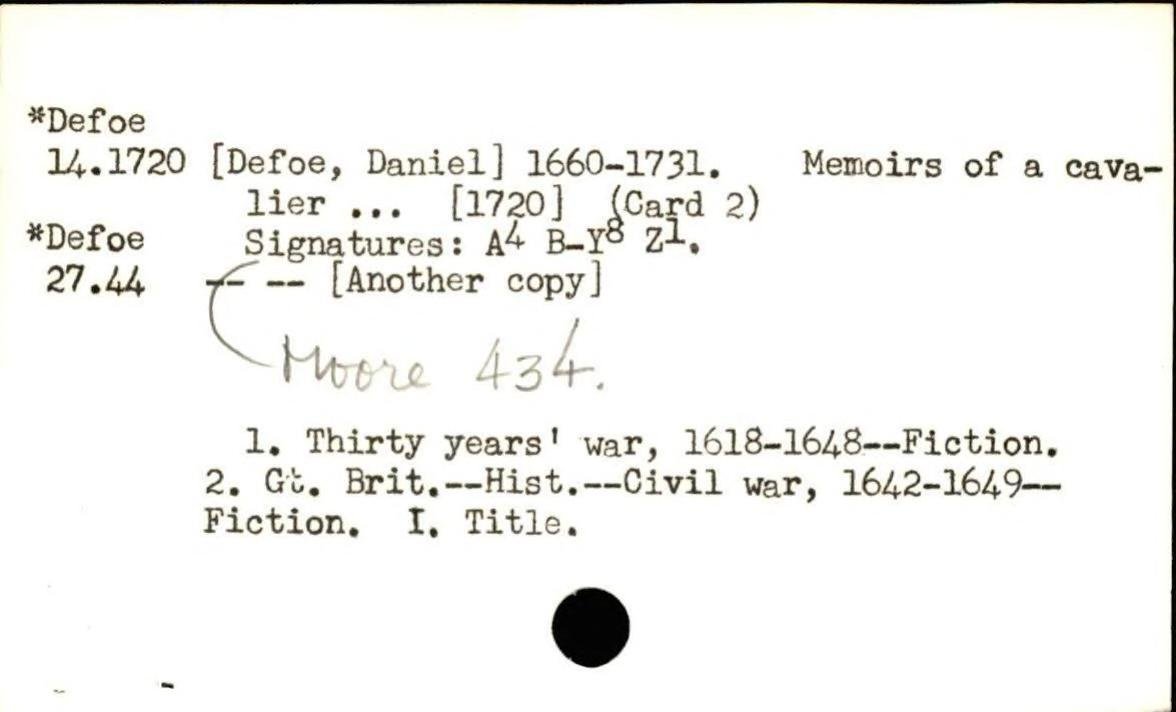 *Defoe
14.1720 [Defoe, Daniel] 1660-1731. Memoirs of a cava-
lier ... [1720] (Card 2)
*Defoe Signatures: A4 B-Y8 Z1.
27.44 -- -- [Another copy]
Moore 434.
1. Thirty years' war, 1618-1648--Fiction.
2. Gt. Brit.--Hist.--Civil war, 1642-1649--
Fiction. I. Title.